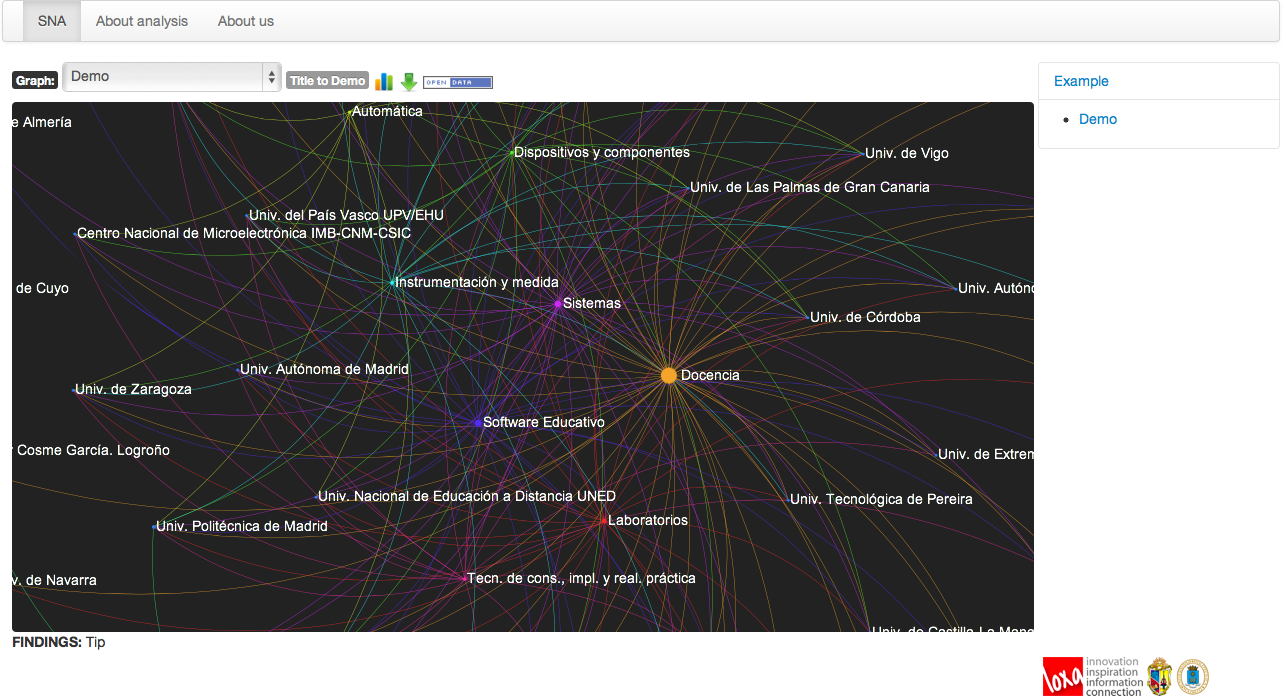 SNA About analysis About us
Graph: Demo Title to Demo OPEN DATA
Example
Demo
Automática
e Almería
Dispositivos y componentes
Univ. de Vigo
Univ. de Las Palmas de Gran Canaria
Univ. del País Vasco UPV/EHU
Centro Nacional de Microelectrónica IMB-CNM-CSIC
Instrumentación y medida
de Cuyo
Univ. Autónc
Sistemas
Univ. de Córdoba
Univ. Autónoma de Madrid
Docencia
Univ. de Zaragoza
Software Educativo
Cosme García. Logroño
Univ. de Extrem
Univ. Nacional de Educación a Distancia UNED
Univ. Tecnológica de Pereira
Laboratorios
Univ. Politécnica de Madrid
Tecn. de cons., impl. y real. práctica
v. de Navarra
Univ. de Castilla-La Manc
FINDINGS: Tip
loxa
innovation
inspiration
information
connection